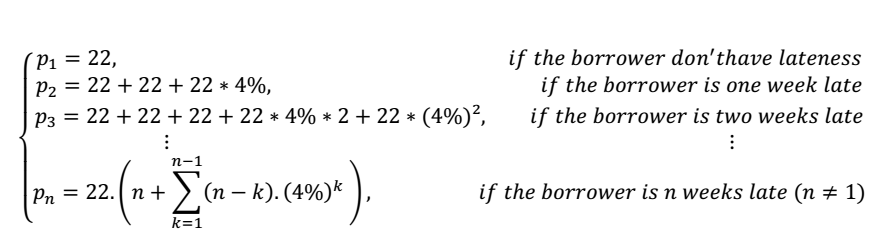 p₁ = 22, if the borrower don'thave lateness
p₂ = 22 + 22 + 22 ∗ 4%, if the borrower is one week late
p₃ = 22 + 22 + 22 + 22 ∗ 4% ∗ 2 + 22 ∗ (4%)², if the borrower is two weeks late
⋮ ⋮
pₙ = 22. (n + ∑_{k=1}^{n−1} (n − k). (4%)ᵏ ), if the borrower is n weeks late (n ≠ 1)